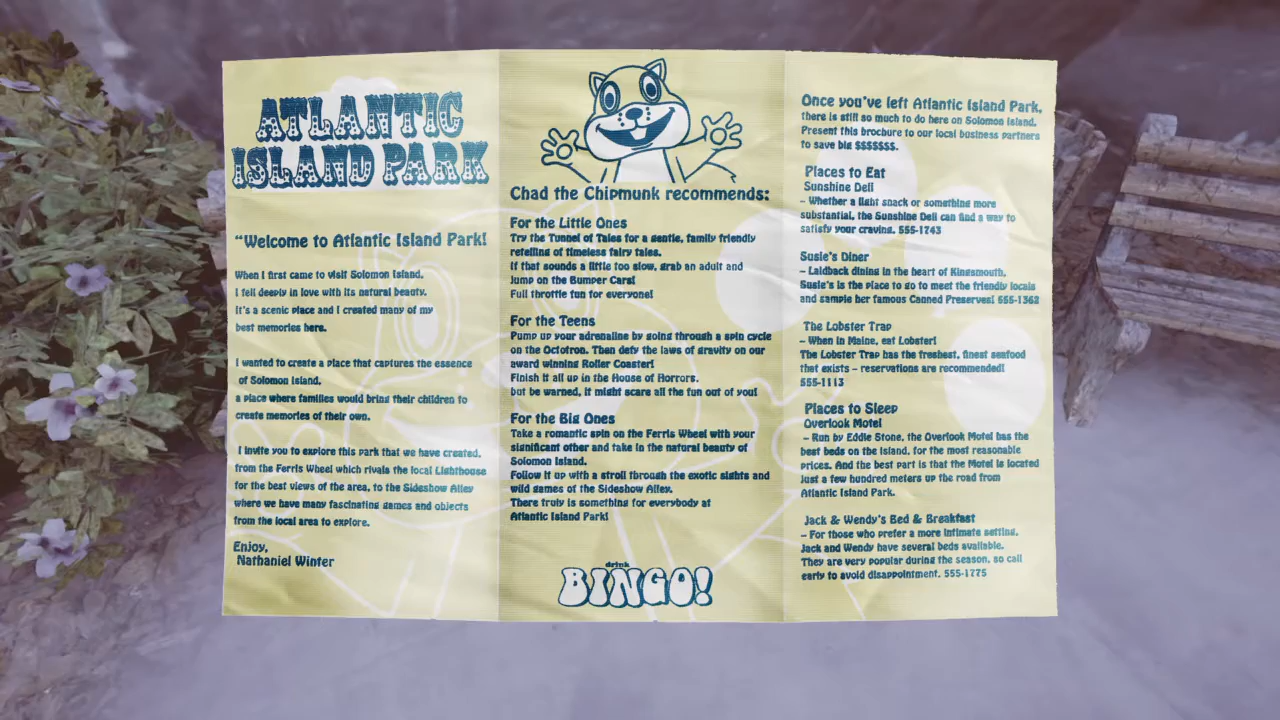 ATLANTIC
ISLAND PARK
“Welcome to Atlantic Island Park!
When I first came to visit Solomon Island.
I fell deeply in love with its natural beauty.
It's a scenic place and I created many of my
best memories here.
I wanted to create a place that captures the essence
of Solomon Island.
a place where families would bring their children to
create memories of their own.
I invite you to explore this park that we have created,
from the Ferris Wheel which rivals the local Lighthouse
for the best views of the area, to the Sideshow Alley
where we have many fascinating games and objects
from the local area to explore.
Enjoy,
Nathaniel Winter
Chad the Chipmunk recommends:
For the Little Ones
Try the Tunnel of Tales for a gentle, family friendly
retelling of timeless fairy tales.
If that sounds a little too slow, grab an adult and
jump on the Bumper Cars!
Full throttle fun for everyone!
For the Teens
Pump up your adrenaline by going through a spin cycle
on the Octotron. Then defy the laws of gravity on our
award winning Roller Coaster!
Finish it all up in the House of Horrors.
but be warned, it might scare all the fun out of you!
For the Big Ones
Take a romantic spin on the Ferris Wheel with your
significant other and take in the natural beauty of
Solomon Island.
Follow it up with a stroll through the exotic sights and
wild games of the Sideshow Alley.
There truly is something for everybody at
Atlantic Island Park!
drink
BINGO!
Once you've left Atlantic Island Park,
there is still so much to do here on Solomon Island.
Present this brochure to our local business partners
to save big $$$$$$$.
Places to Eat
Sunshine Deli
- Whether a light snack or something more
substantial, the Sunshine Deli can find a way to
satisfy your craving. 555-1743
Susie's Diner
- Laidback dining in the heart of Kingsmouth,
Susie's is the place to go to meet the friendly locals
and sample her famous Canned Preserves! 555-1362
The Lobster Trap
- When in Maine, eat Lobster!
The Lobster Trap has the freshest, finest seafood
that exists - reservations are recommended!
555-1113
Places to Sleep
Overlook Motel
- Run by Eddie Stone, the Overlook Motel has the
best beds on the island, for the most reasonable
prices. And the best part is that the Motel is located
just a few hundred meters up the road from
Atlantic Island Park.
Jack & Wendy's Bed & Breakfast
- For those who prefer a more intimate setting,
Jack and Wendy have several beds available.
They are very popular during the season, so call
early to avoid disappointment. 555-1775